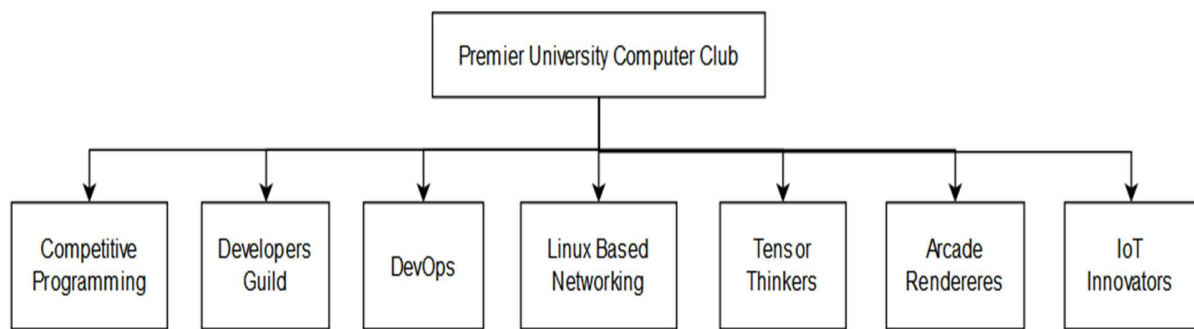 Premier University Computer Club
Competitive
Programming
Developers
Guild
DevOps
Linux Based
Networking
Tensor
Thinkers
Arcade
Rendereres
IoT
Innovators